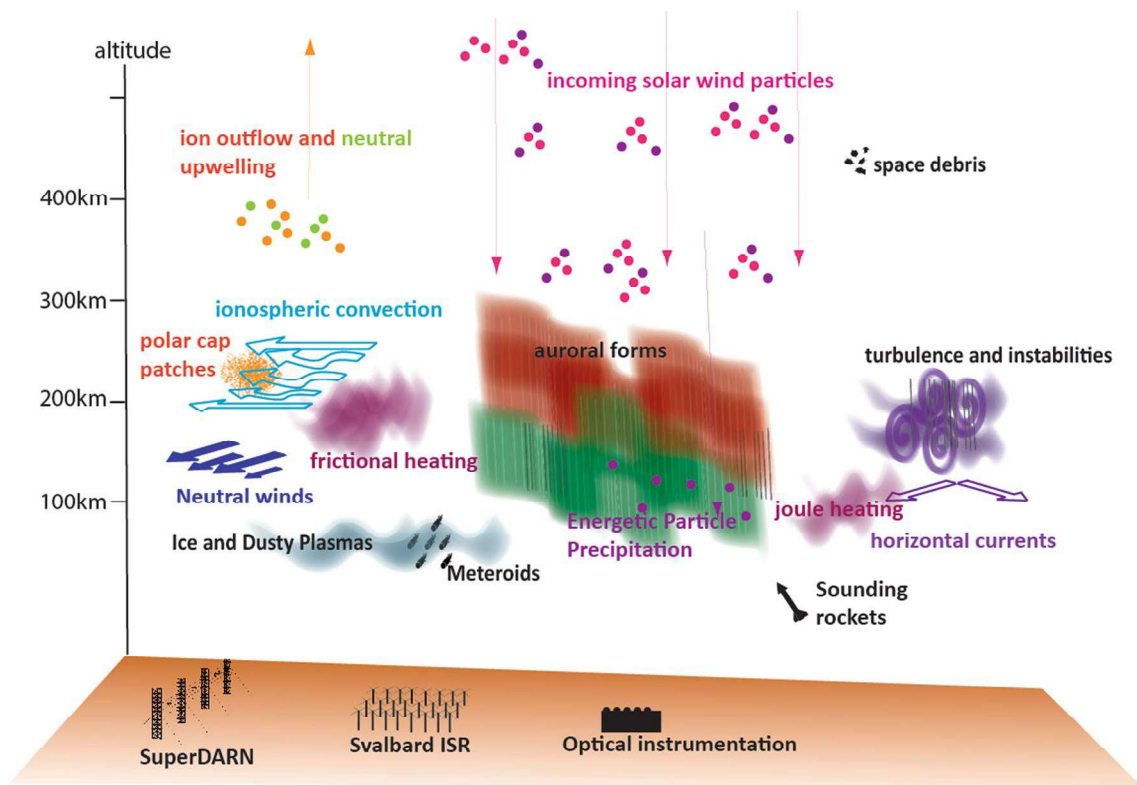 altitude
incoming solar wind particles
ion outflow and neutral
upwelling
space debris
400km
300km
ionospheric convection
polar cap
patches
auroral forms
turbulence and instabilities
200km
frictional heating
Neutral winds
100km
Energetic Particle
Precipitation
joule heating
horizontal currents
Ice and Dusty Plasmas
Meteroids
Sounding
rockets
SuperDARN
Svalbard ISR
Optical instrumentation